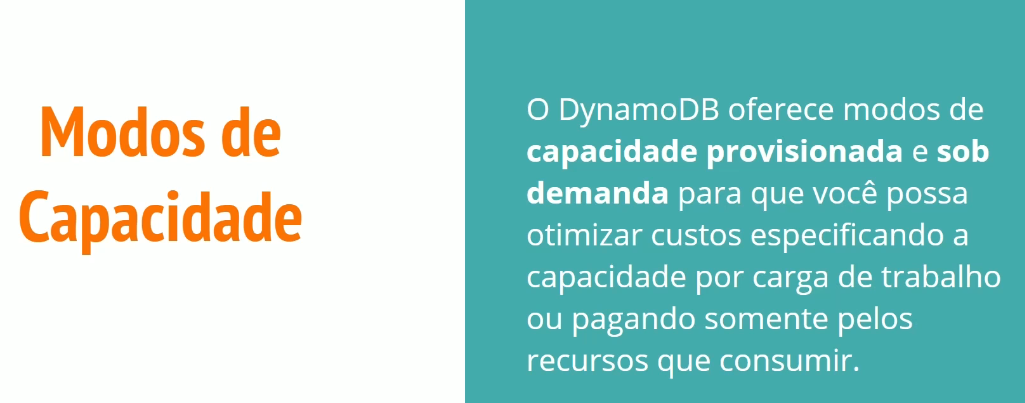 Modos de
Capacidade
O DynamoDB oferece modos de
capacidade provisionada e sob
demanda para que você possa
otimizar custos especificando a
capacidade por carga de trabalho
ou pagando somente pelos
recursos que consumir.